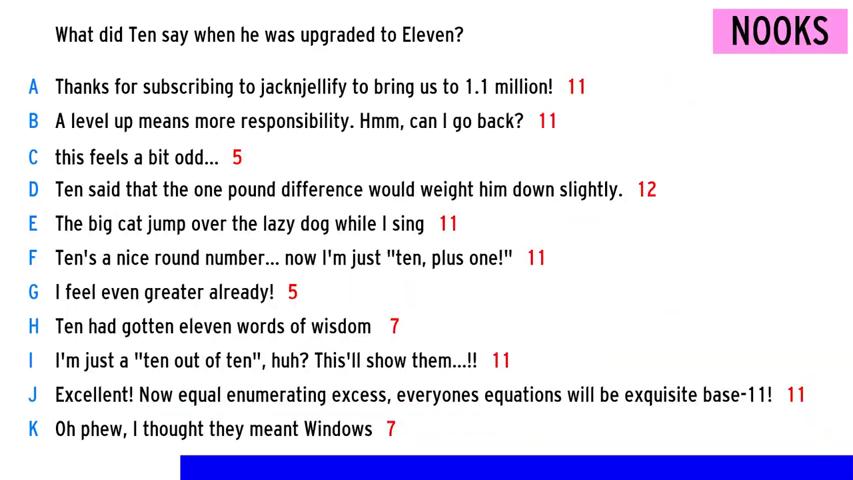 What did Ten say when he was upgraded to Eleven?
NOOKS
A Thanks for subscribing to jacknjellify to bring us to 1.1 million! 11
B A level up means more responsibility. Hmm, can I go back? 11
C this feels a bit odd... 5
D Ten said that the one pound difference would weight him down slightly. 12
E The big cat jump over the lazy dog while I sing 11
F Ten's a nice round number... now I'm just "ten, plus one!" 11
G I feel even greater already! 5
H Ten had gotten eleven words of wisdom 7
I I'm just a "ten out of ten", huh? This'll show them...!! 11
J Excellent! Now equal enumerating excess, everyones equations will be exquisite base-11! 11
K Oh phew, I thought they meant Windows 7